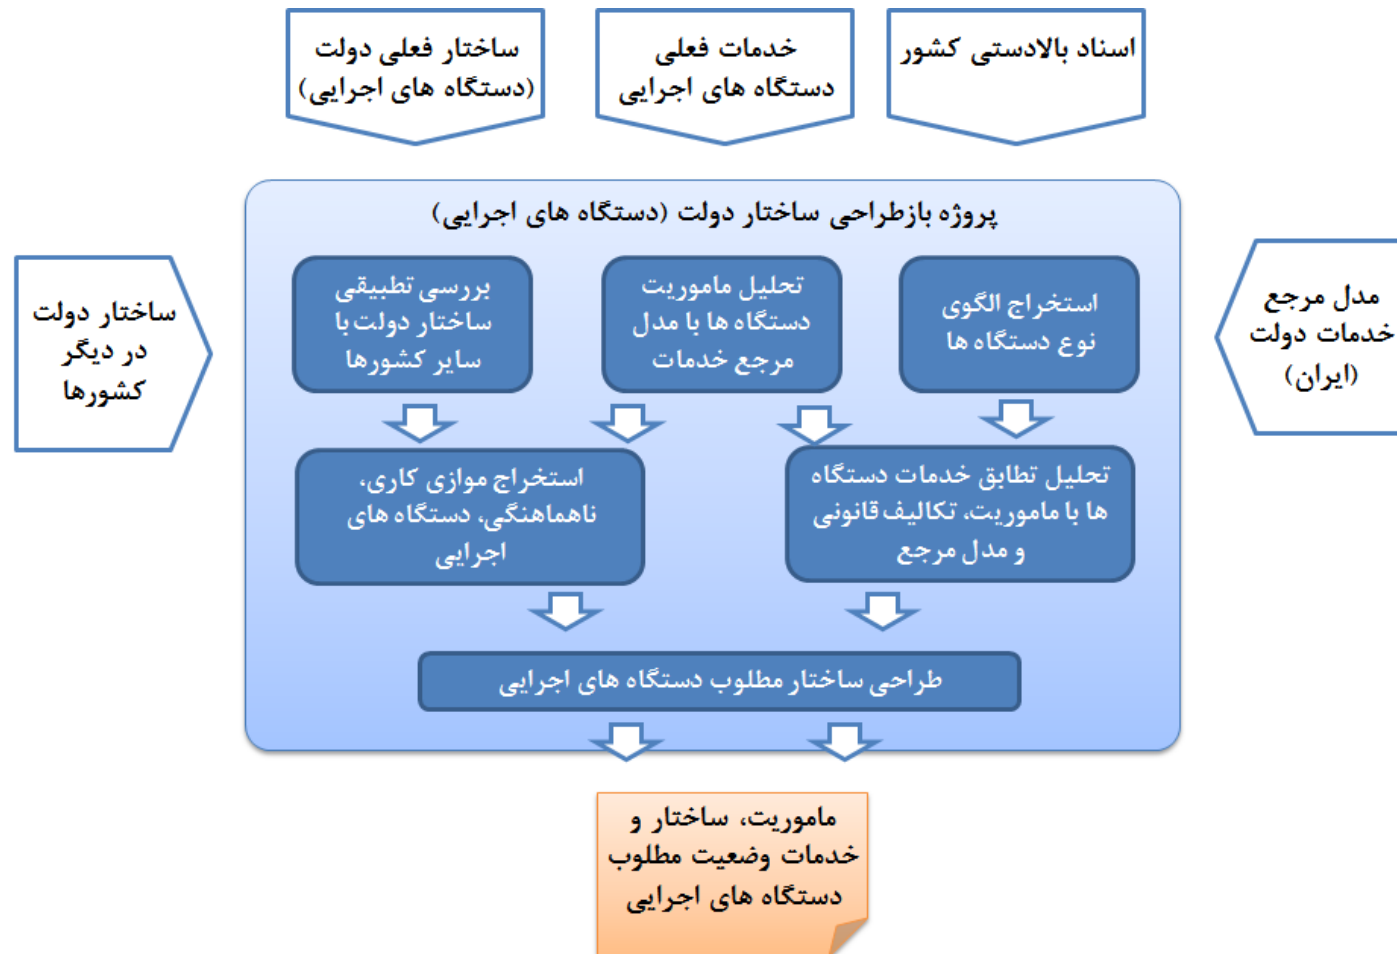 اسناد بالادستی کشور
خدمات فعلی
دستگاه های اجرایی
ساختار فعلی دولت
(دستگاه های اجرایی)
پروژه بازطراحی ساختار دولت (دستگاه های اجرایی)
مدل مرجع
خدمات دولت
(ایران)
استخراج الگوی
نوع دستگاه ها
تحلیل ماموریت
دستگاه ها با مدل
مرجع خدمات
بررسی تطبیقی
ساختار دولت با
سایر کشورها
ساختار دولت
در دیگر
کشورها
تحلیل تطابق خدمات دستگاه
ها با ماموریت، تکالیف قانونی
و مدل مرجع
استخراج موازی کاری،
ناهماهنگی، دستگاه های
اجرایی
طراحی ساختار مطلوب دستگاه های اجرایی
ماموریت، ساختار و
خدمات وضعیت مطلوب
دستگاه های اجرایی